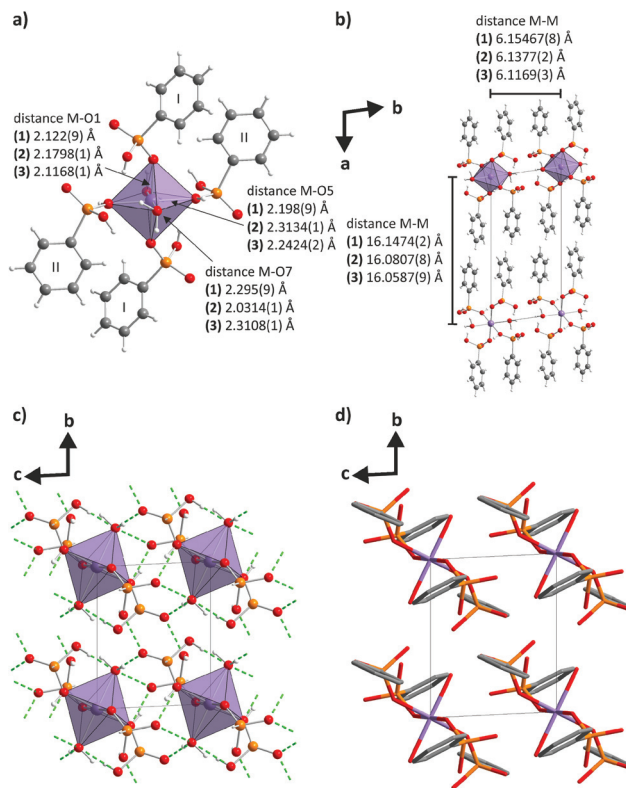 a)
I
II
distance M-O1
(1) 2.122(9) Å
(2) 2.1798(1) Å
(3) 2.1168(1) Å
distance M-O5
(1) 2.198(9) Å
(2) 2.3134(1) Å
(3) 2.2424(2) Å
II
I
distance M-O7
(1) 2.295(9) Å
(2) 2.0314(1) Å
(3) 2.3108(1) Å
b)
distance M-M
(1) 6.15467(8) Å
(2) 6.1377(2) Å
(3) 6.1169(3) Å
b
a
distance M-M
(1) 16.1474(2) Å
(2) 16.0807(8) Å
(3) 16.0587(9) Å
c)
b
c
d)
b
c